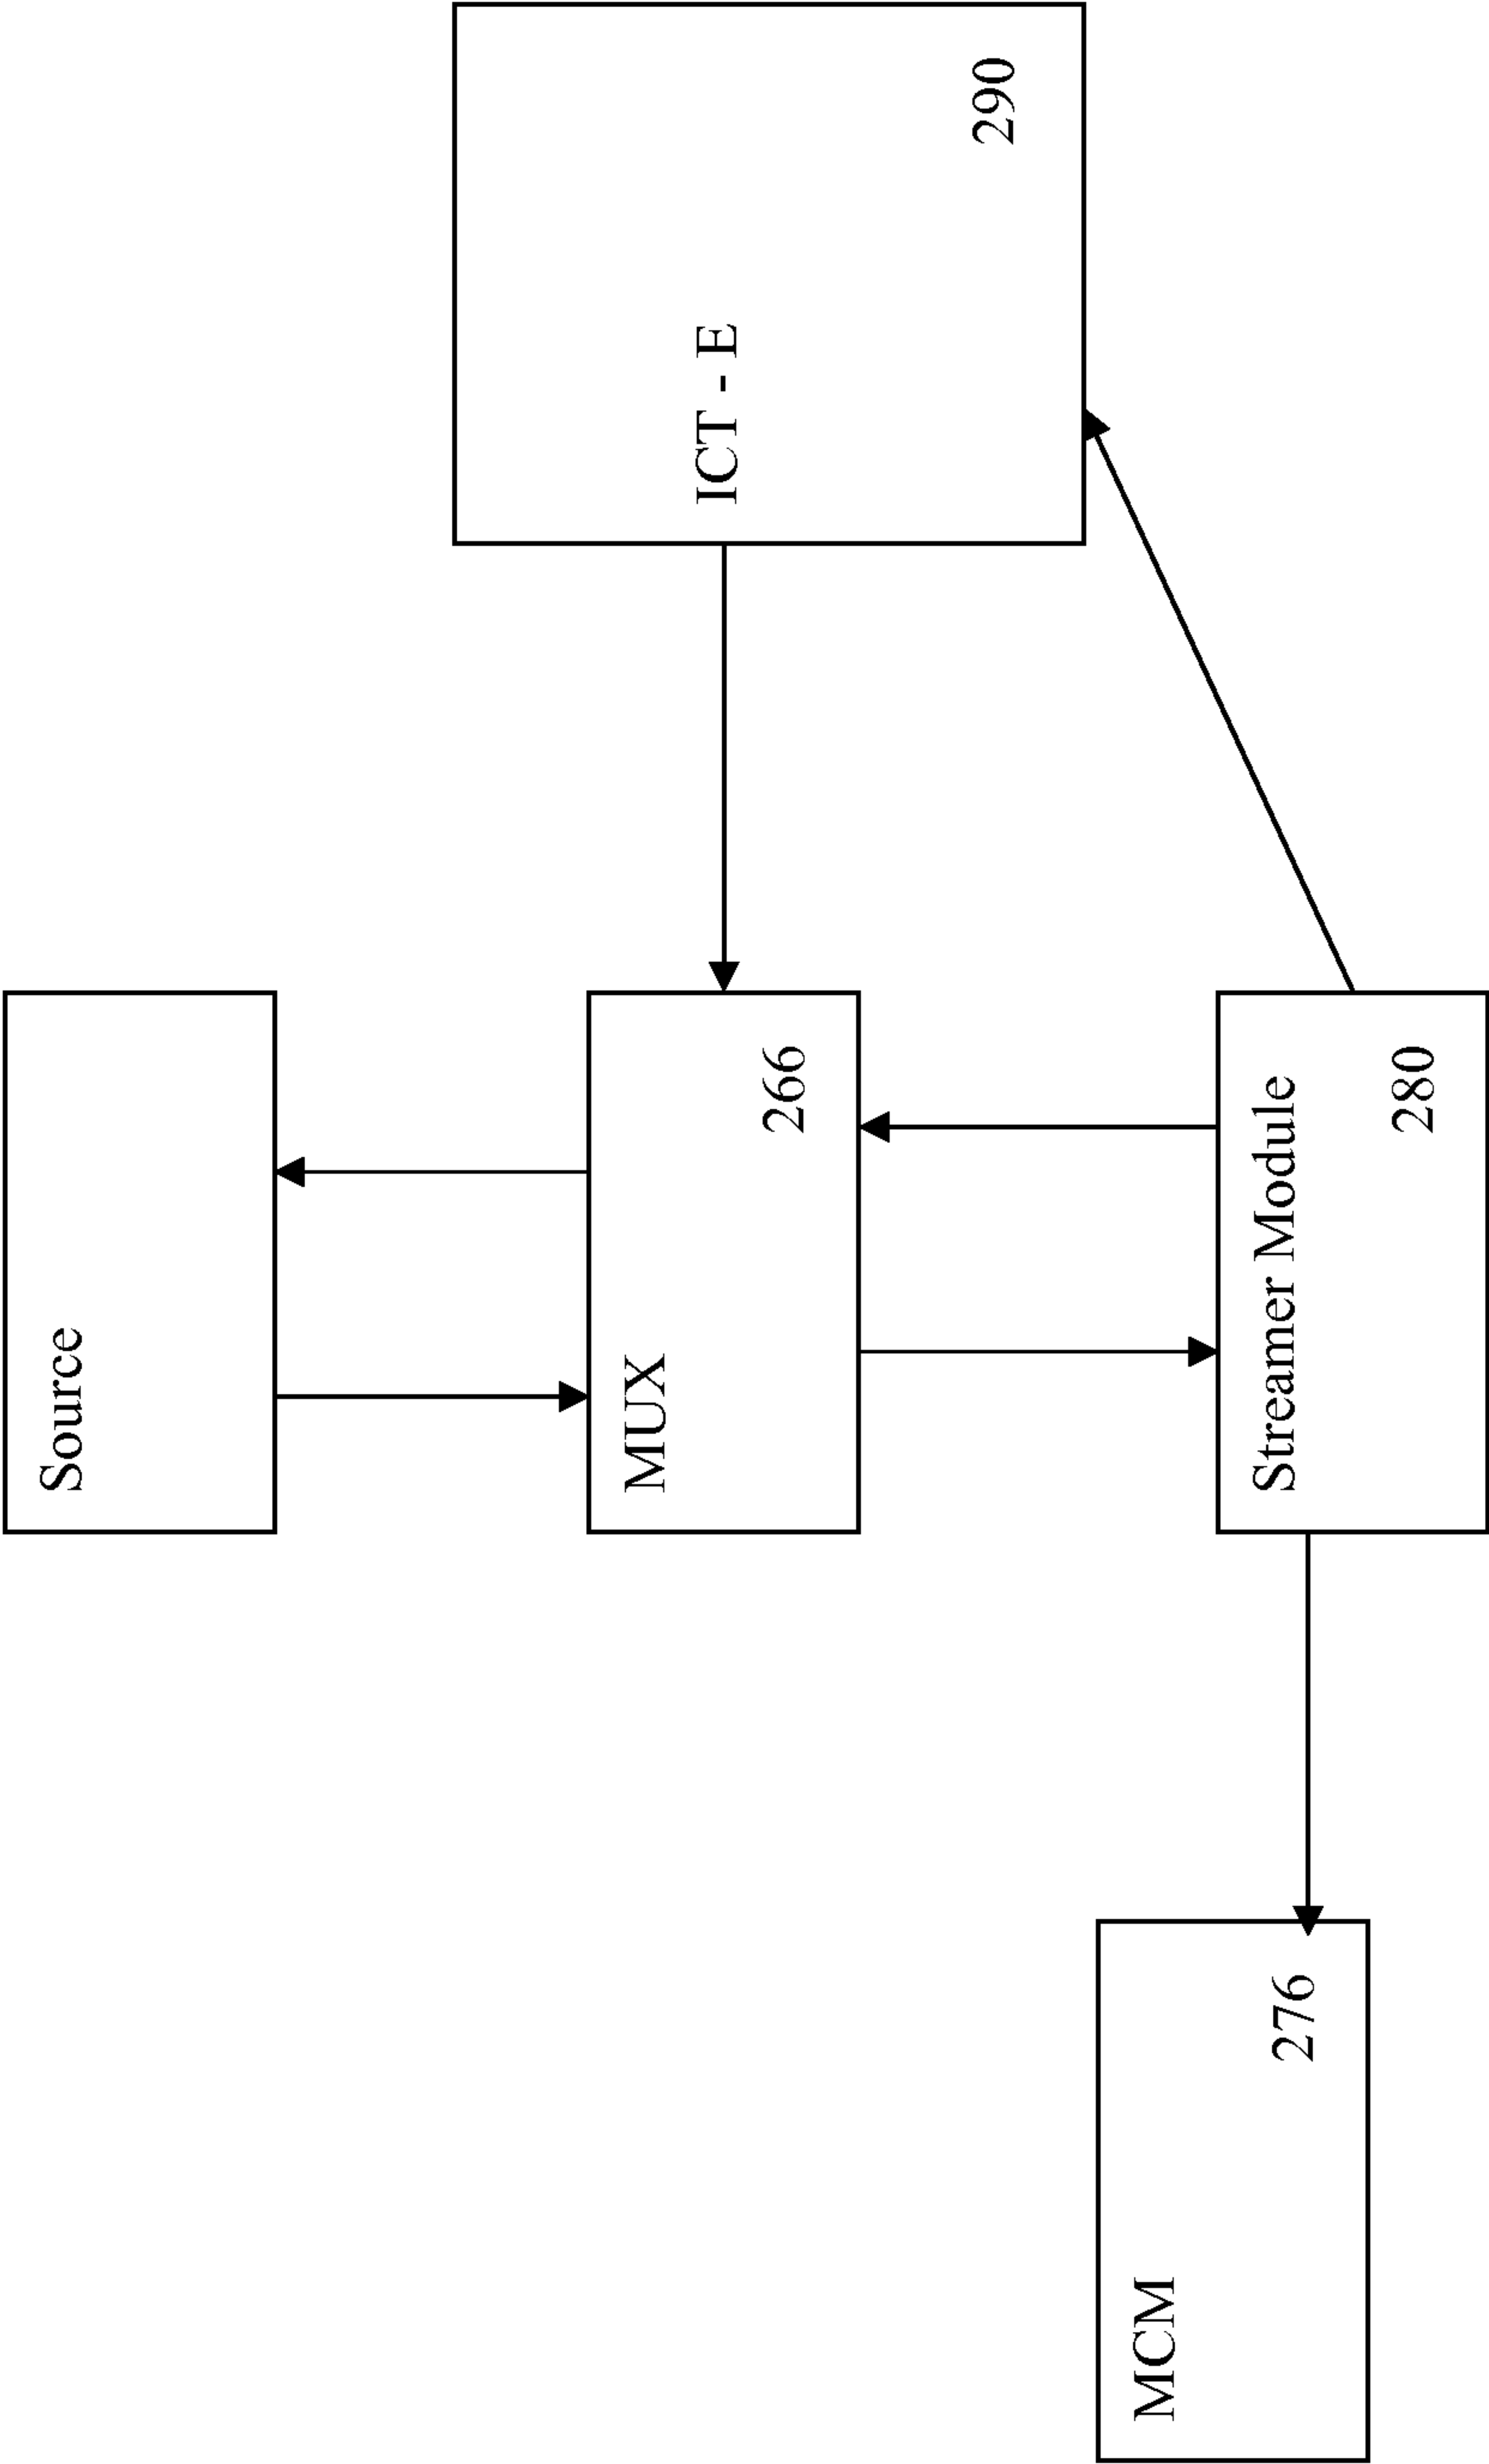 Source
MUX
266
ICT - E
290
Streamer Module
280
MCM
276